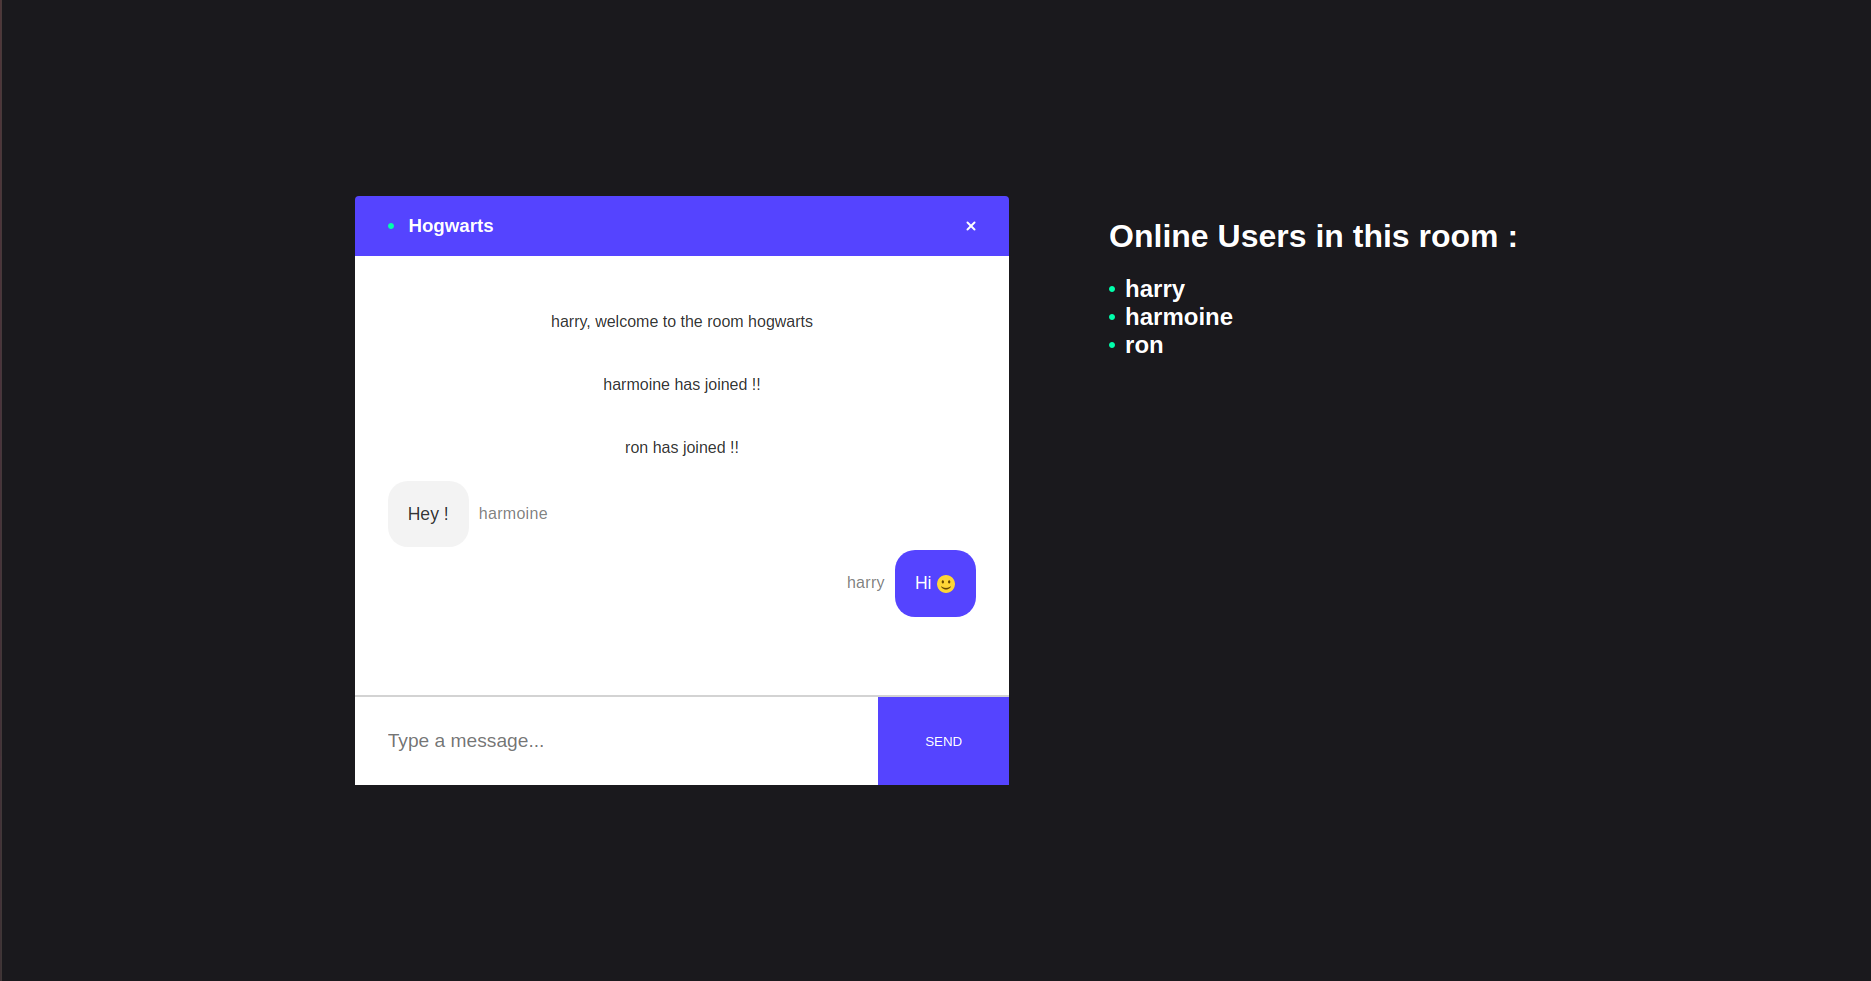 Hogwarts ×
harry, welcome to the room hogwarts
harmoine has joined !!
ron has joined !!
Hey ! harmoine
harry Hi 🙂
Type a message... SEND
Online Users in this room :
harry
harmoine
ron